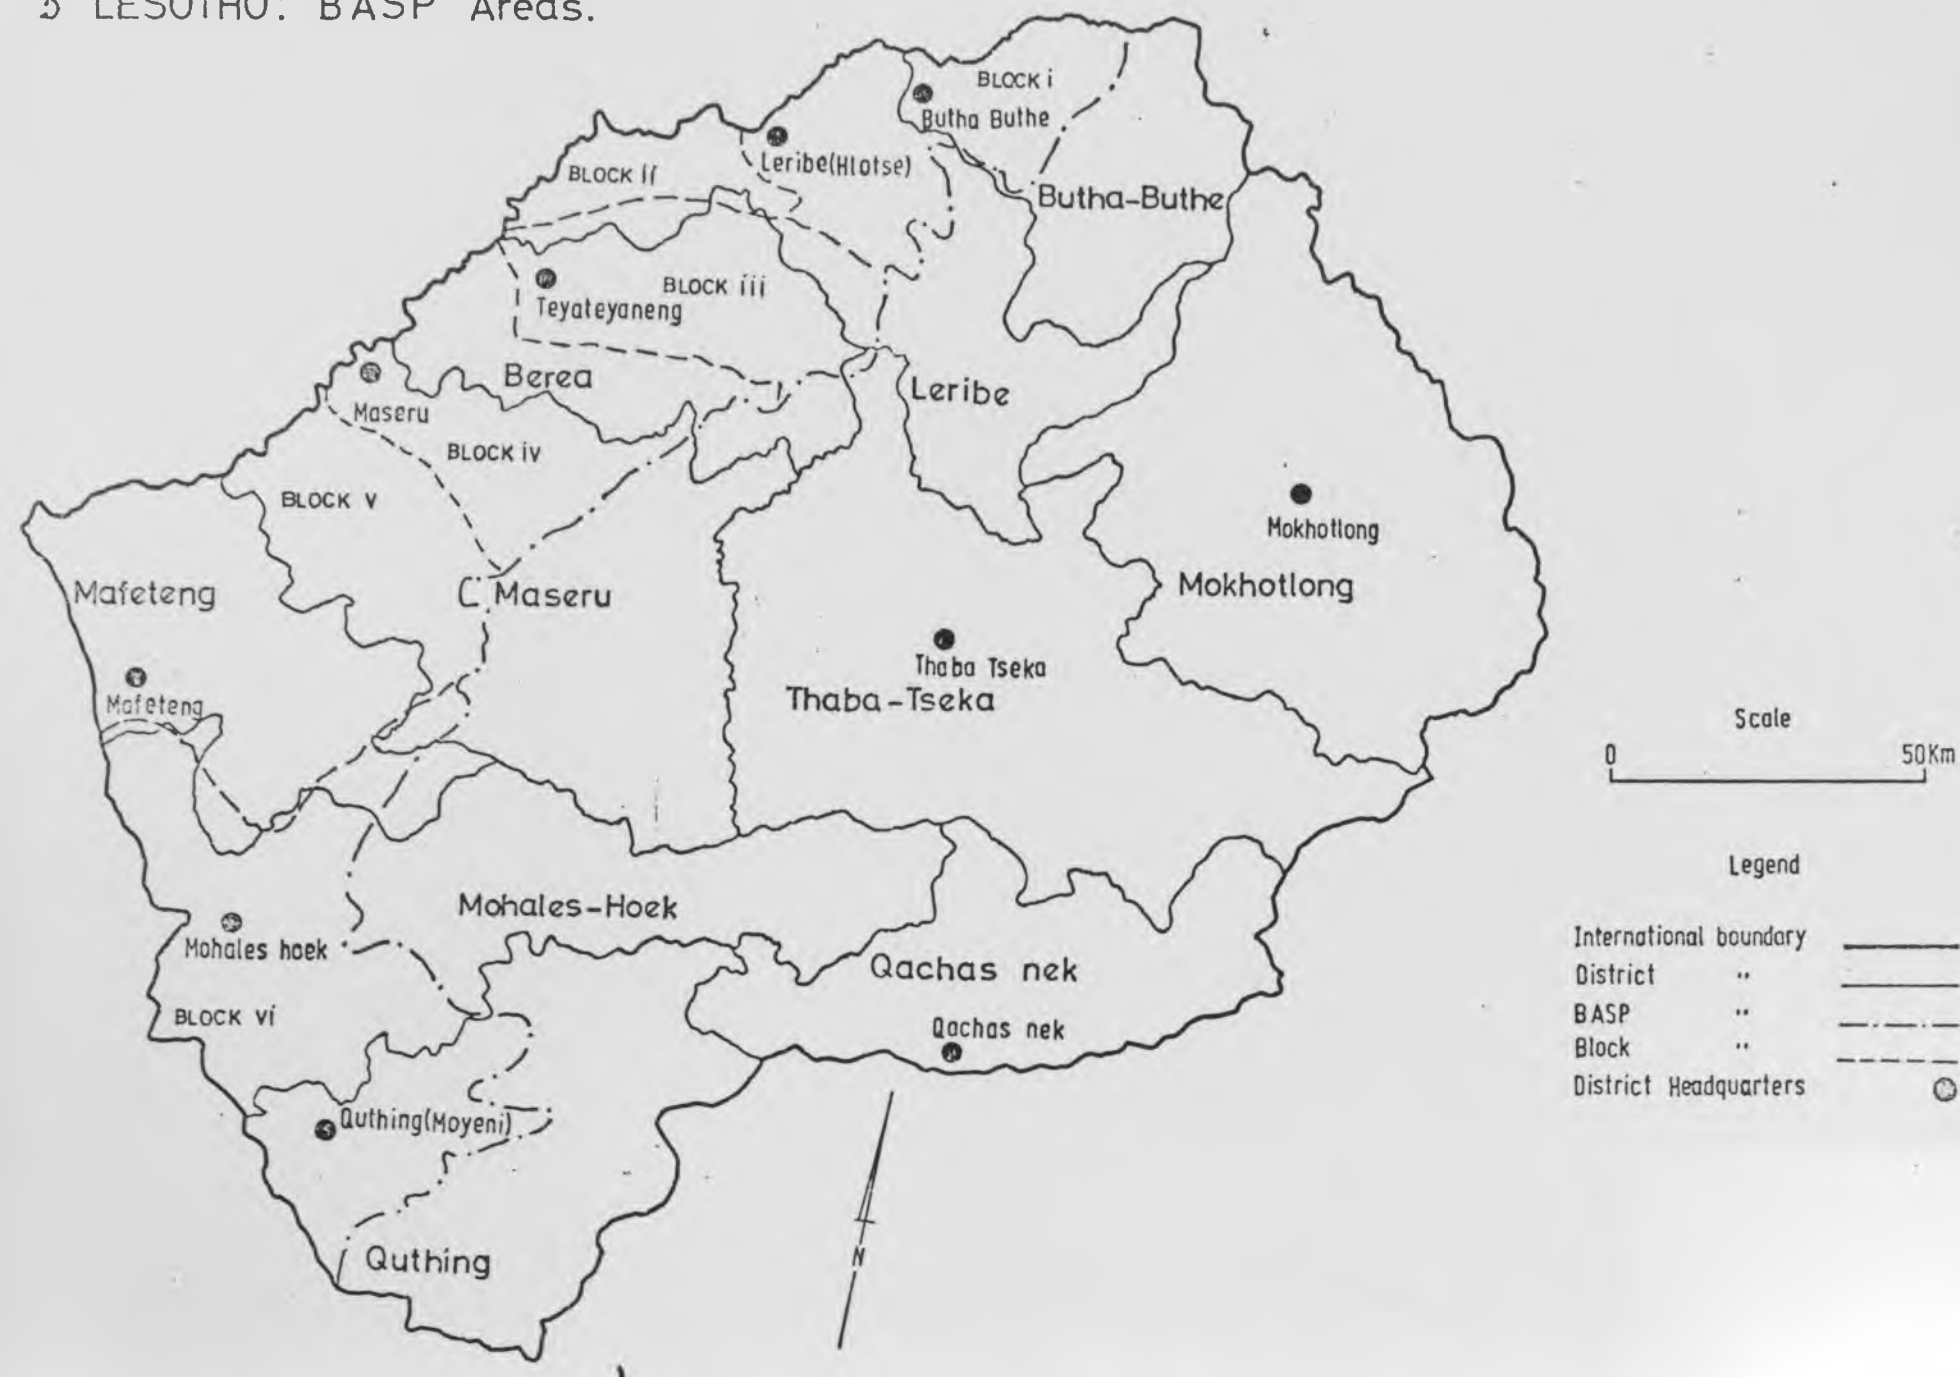 LESOTHO: BASP Areas.
BLOCK i
Butha Buthe
Leribe(Hlotse)
BLOCK ii
Butha-Buthe
BLOCK iii
Teyateyaneng
Berea
Leribe
Maseru
BLOCK iv
BLOCK v
Mokhotlong
Mafeteng
Maseru
Mokhotlong
Thaba Tseka
Thaba-Tseka
Mafeteng
Scale
0 50Km
Legend
Mohales-Hoek
Mohales hoek
Qachas nek
International boundary
District "
BASP "
Block "
District Headquarters
BLOCK vi
Qachas nek
Quthing(Moyeni)
N
Quthing